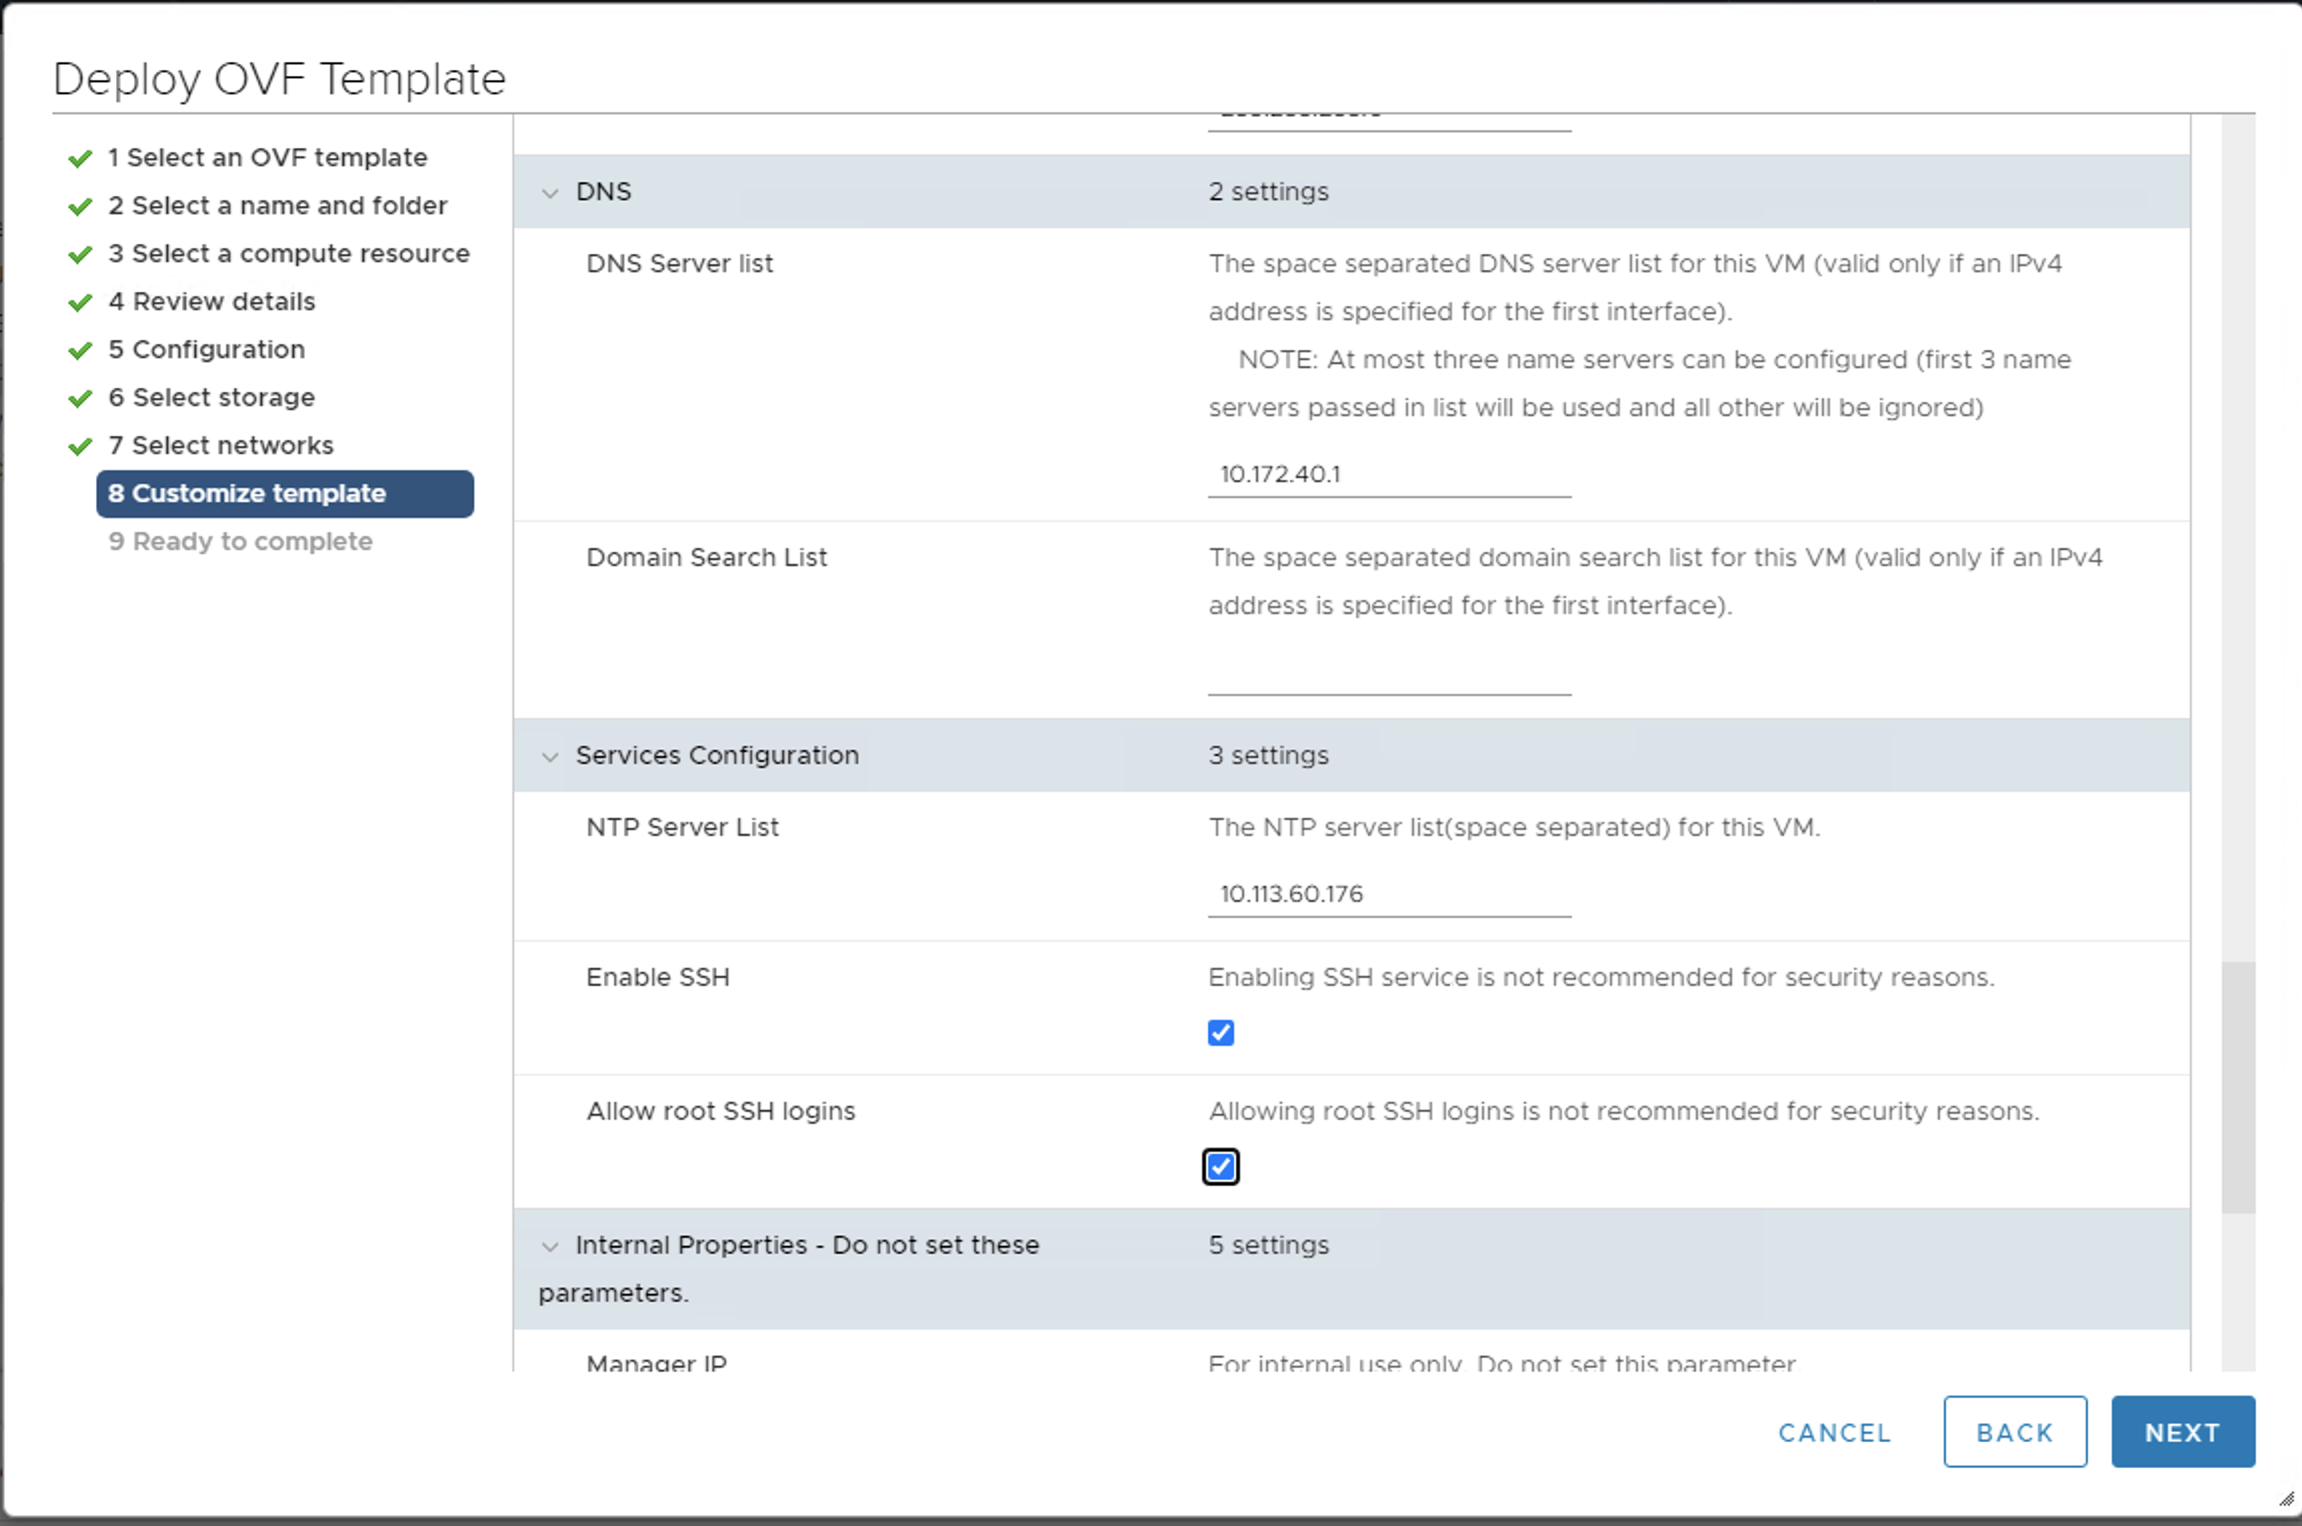 Deploy OVF Template
1 Select an OVF template
2 Select a name and folder
3 Select a compute resource
4 Review details
5 Configuration
6 Select storage
7 Select networks
8 Customize template
9 Ready to complete
DNS
2 settings
DNS Server list
The space separated DNS server list for this VM (valid only if an IPv4
address is specified for the first interface).
NOTE: At most three name servers can be configured (first 3 name
servers passed in list will be used and all other will be ignored)
10.172.40.1
Domain Search List
The space separated domain search list for this VM (valid only if an IPv4
address is specified for the first interface).
Services Configuration
3 settings
NTP Server List
The NTP server list(space separated) for this VM.
10.113.60.176
Enable SSH
Enabling SSH service is not recommended for security reasons.
Allow root SSH logins
Allowing root SSH logins is not recommended for security reasons.
Internal Properties - Do not set these
parameters.
5 settings
Manager IP
For internal use only. Do not set this parameter
CANCEL
BACK
NEXT